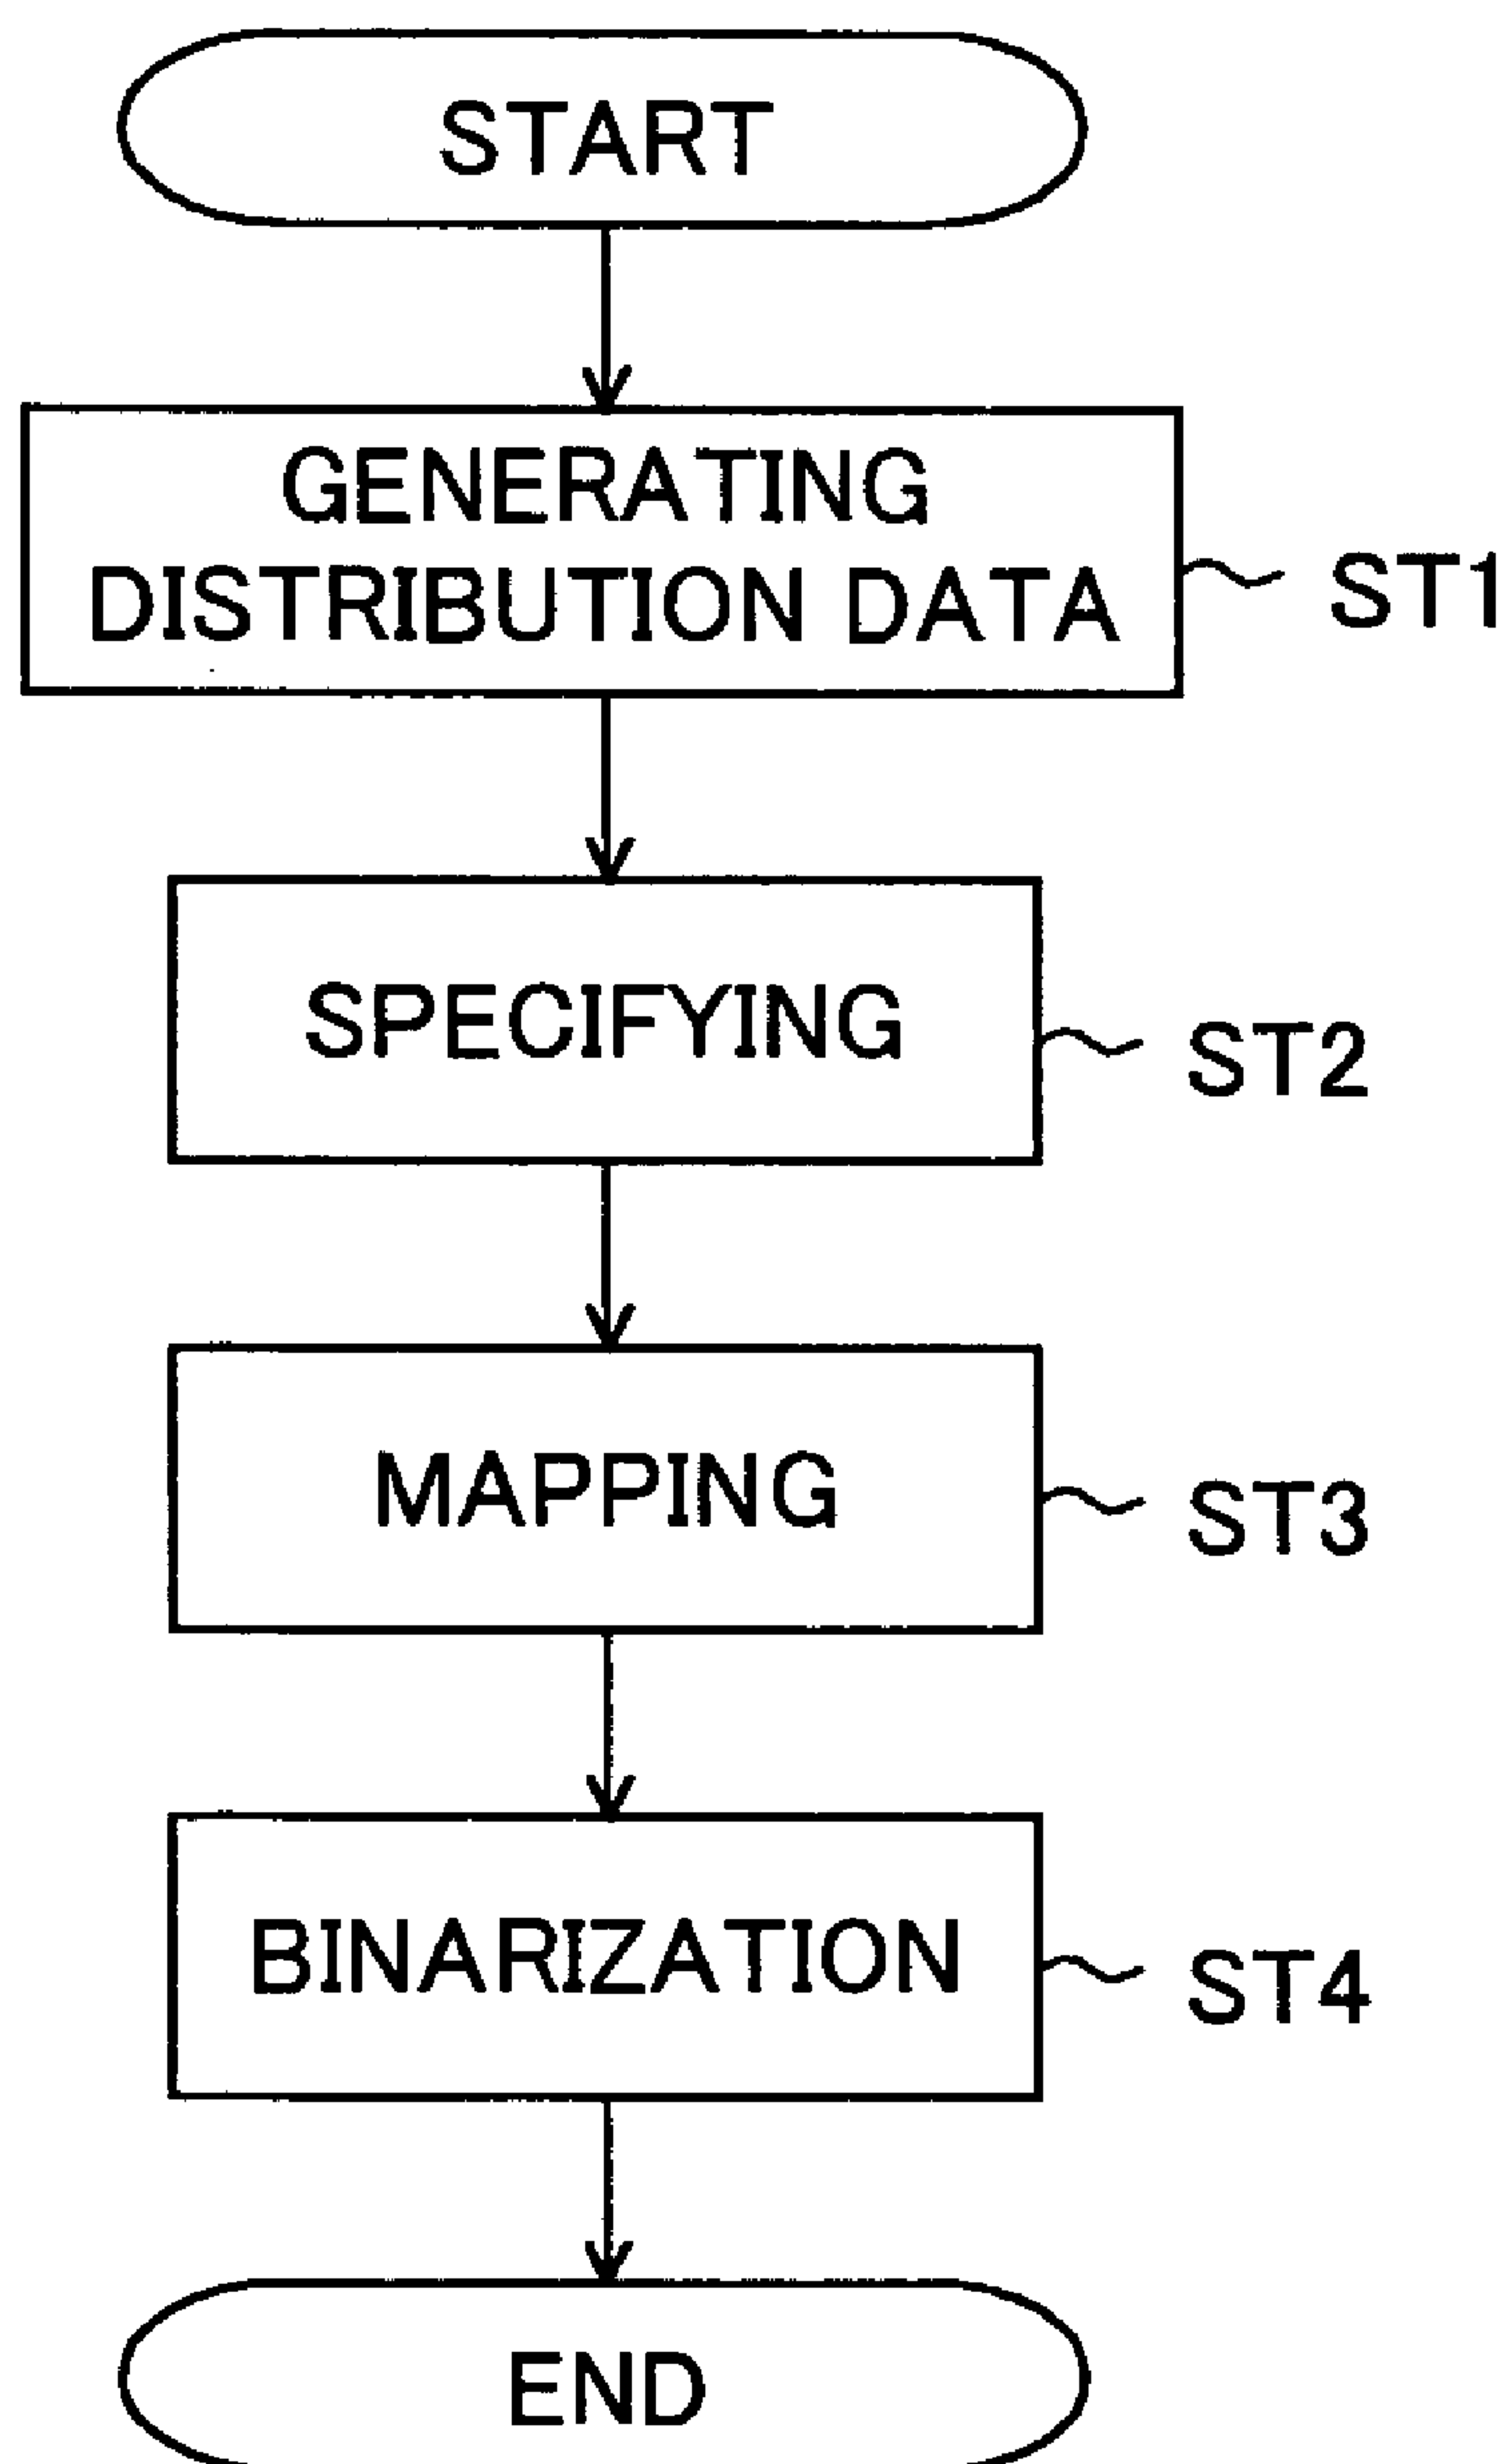 START
GENERATING
DISTRIBUTION DATA
ST1
SPECIFYING
ST2
MAPPING
ST3
BINARIZATION
ST4
END